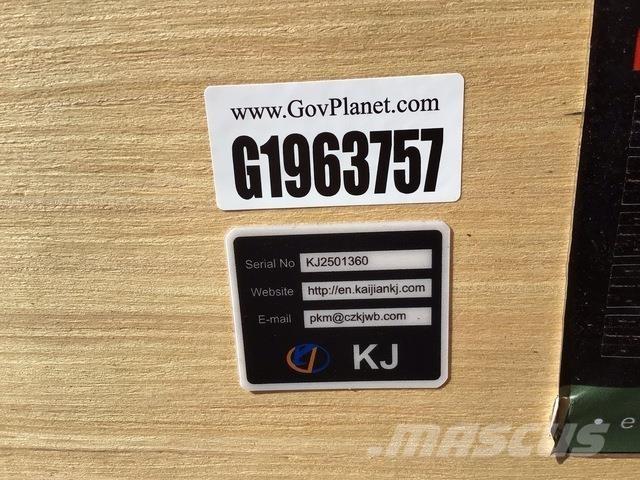 www.GovPlanet.com
G1963757
Serial No KJ2501360
Website http://en.kaijiankj.com
E-mail pkm@czkjwb.com
KJ
e
mascus